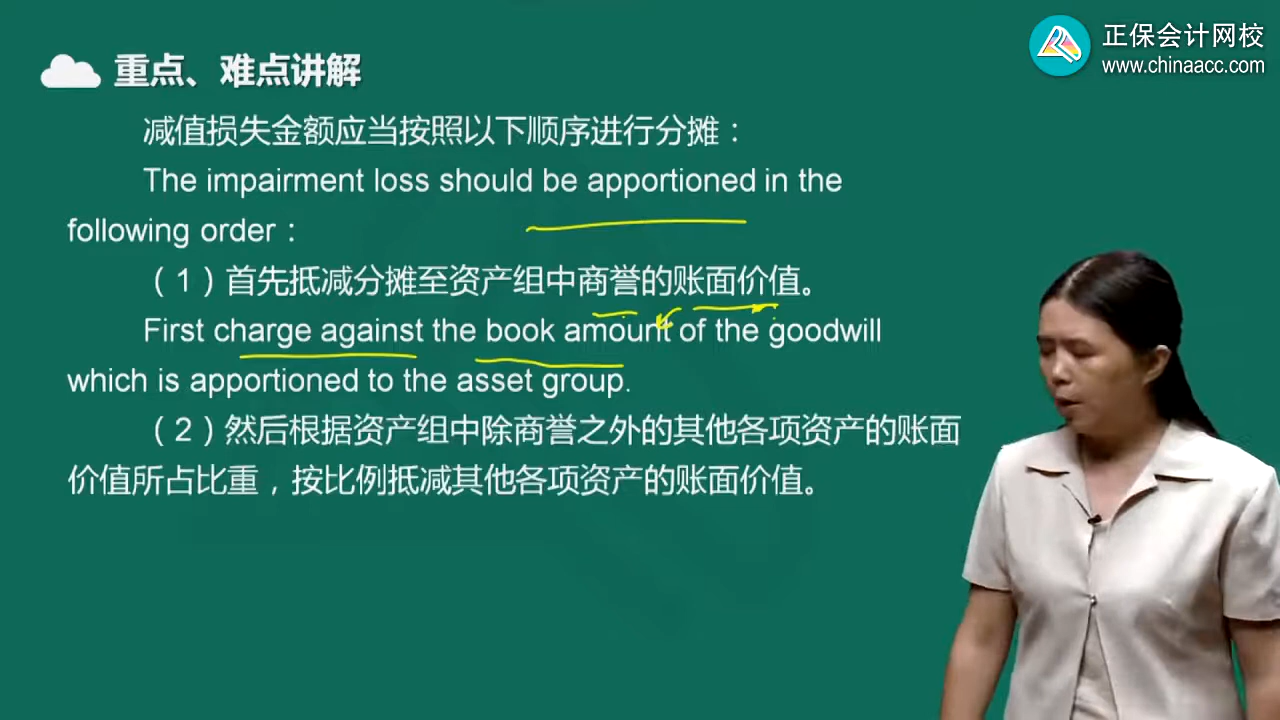 正保会计网校
www.chinaacc.com
重点、难点讲解
减值损失金额应当按照以下顺序进行分摊：
The impairment loss should be apportioned in the
following order：
（1）首先抵减分摊至资产组中商誉的账面价值。
First charge against the book amount of the goodwill
which is apportioned to the asset group.
（2）然后根据资产组中除商誉之外的其他各项资产的账面
价值所占比重，按比例抵减其他各项资产的账面价值。